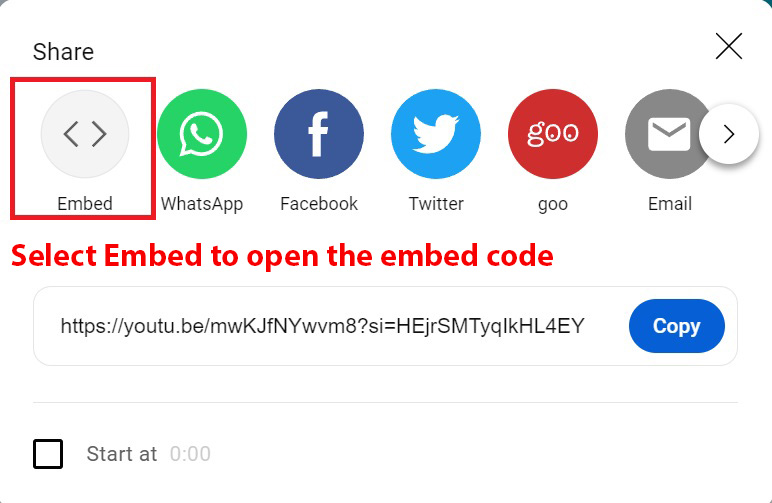 Share
goo
Embed
WhatsApp
Facebook
Twitter
goo
Email
Select Embed to open the embed code
https://youtu.be/mwKJfNYwvm8?si=HEjrSMTyqIkHL4EY
Copy
Start at 0:00